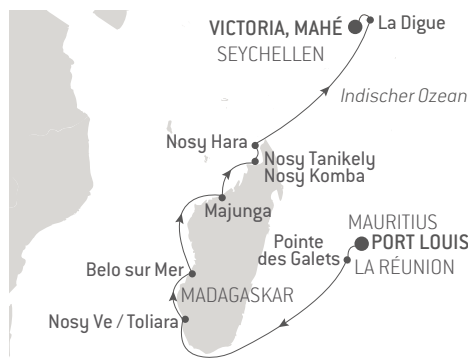 VICTORIA, MAHÉ
La Digue
SEYCHELLEN
Indischer Ozean
Nosy Hara
Nosy Tanikely
Nosy Komba
Majunga
MAURITIUS
Pointe
des Galets
PORT LOUIS
LA RÉUNION
Belo sur Mer
MADAGASKAR
Nosy Ve / Toliara